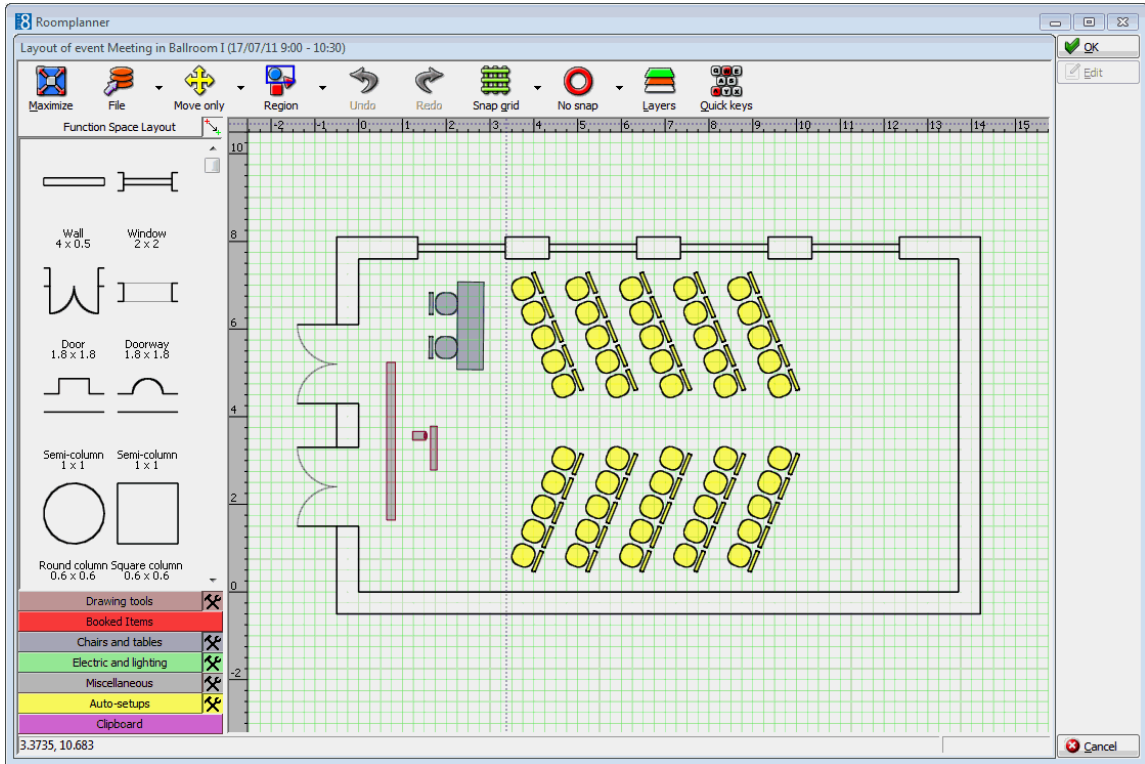 Roomplanner
Layout of event Meeting in Ballroom I (17/07/11 9:00 - 10:30)
OK
Edit
Maximize
File
Move only
Region
Undo
Redo
Snap grid
No snap
Layers
Quick keys
Function Space Layout
-2 -1 0 1 2 3 4 5 6 7 8 9 10 11 12 13 14 15
10
8
6
4
2
0
-2
Wall
4 x 0.5
Window
2 x 2
Door
1.8 x 1.8
Doorway
1.8 x 1.8
Semi-column
1 x 1
Semi-column
1 x 1
Round column
0.6 x 0.6
Square column
0.6 x 0.6
Drawing tools
Booked Items
Chairs and tables
Electric and lighting
Miscellaneous
Auto-setups
Clipboard
3.3735, 10.683
Cancel